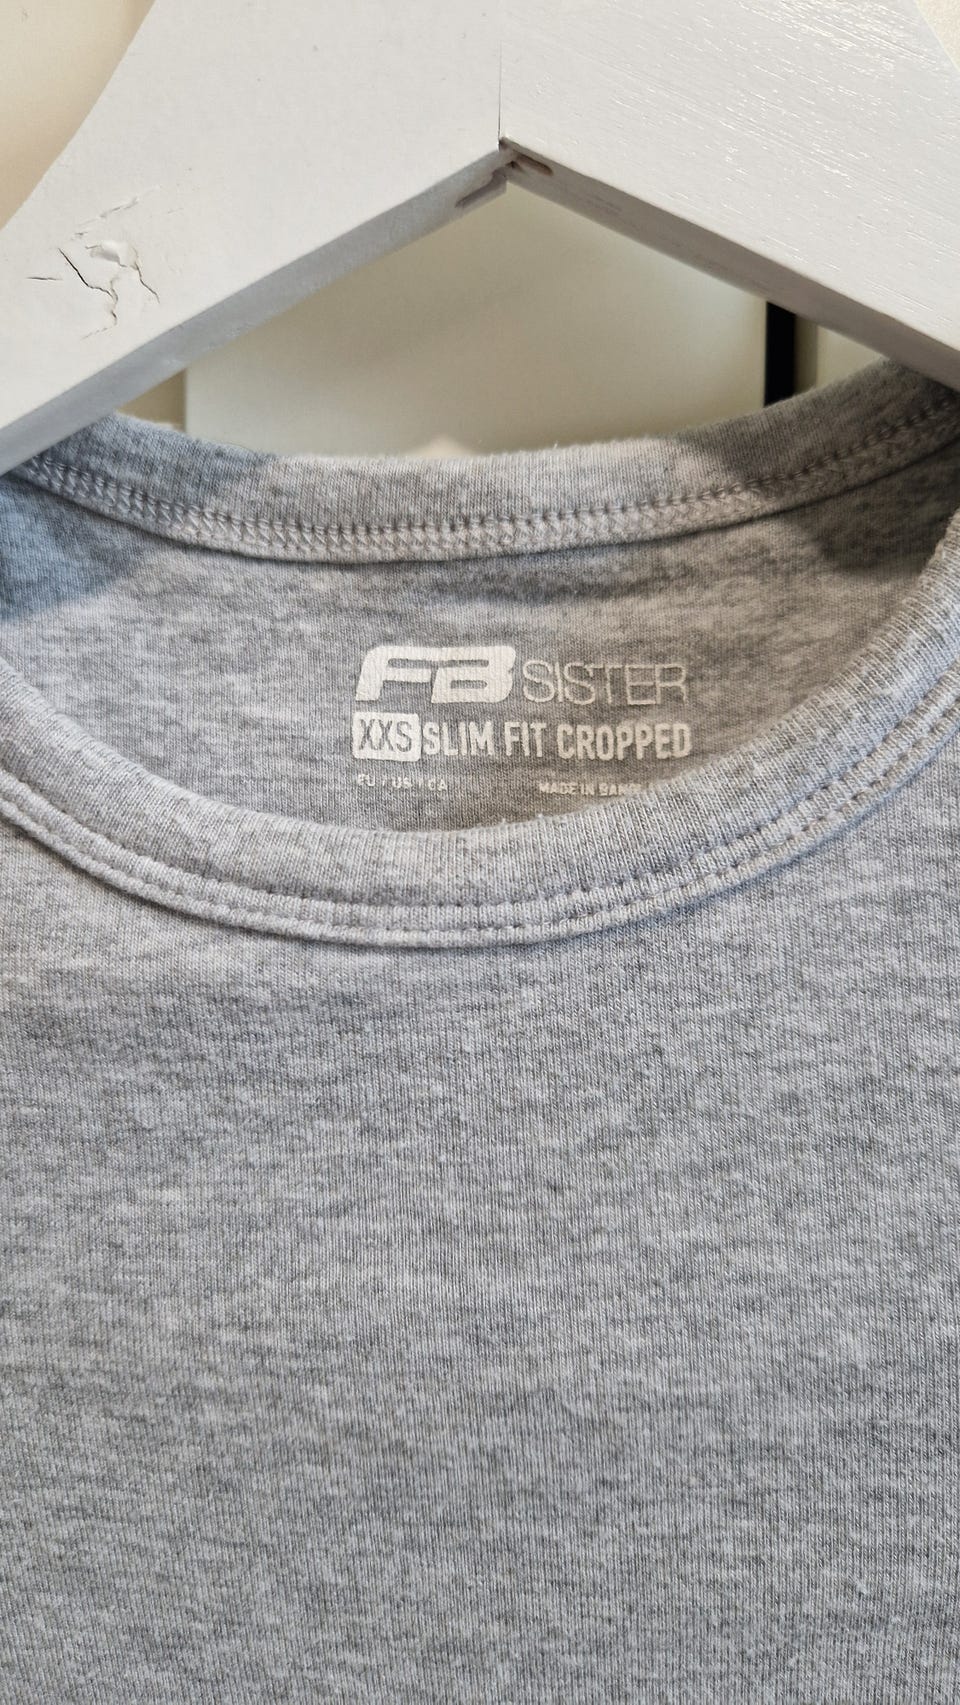 FB SISTER
XXS SLIM FIT CROPPED
EU / US / CA MADE IN